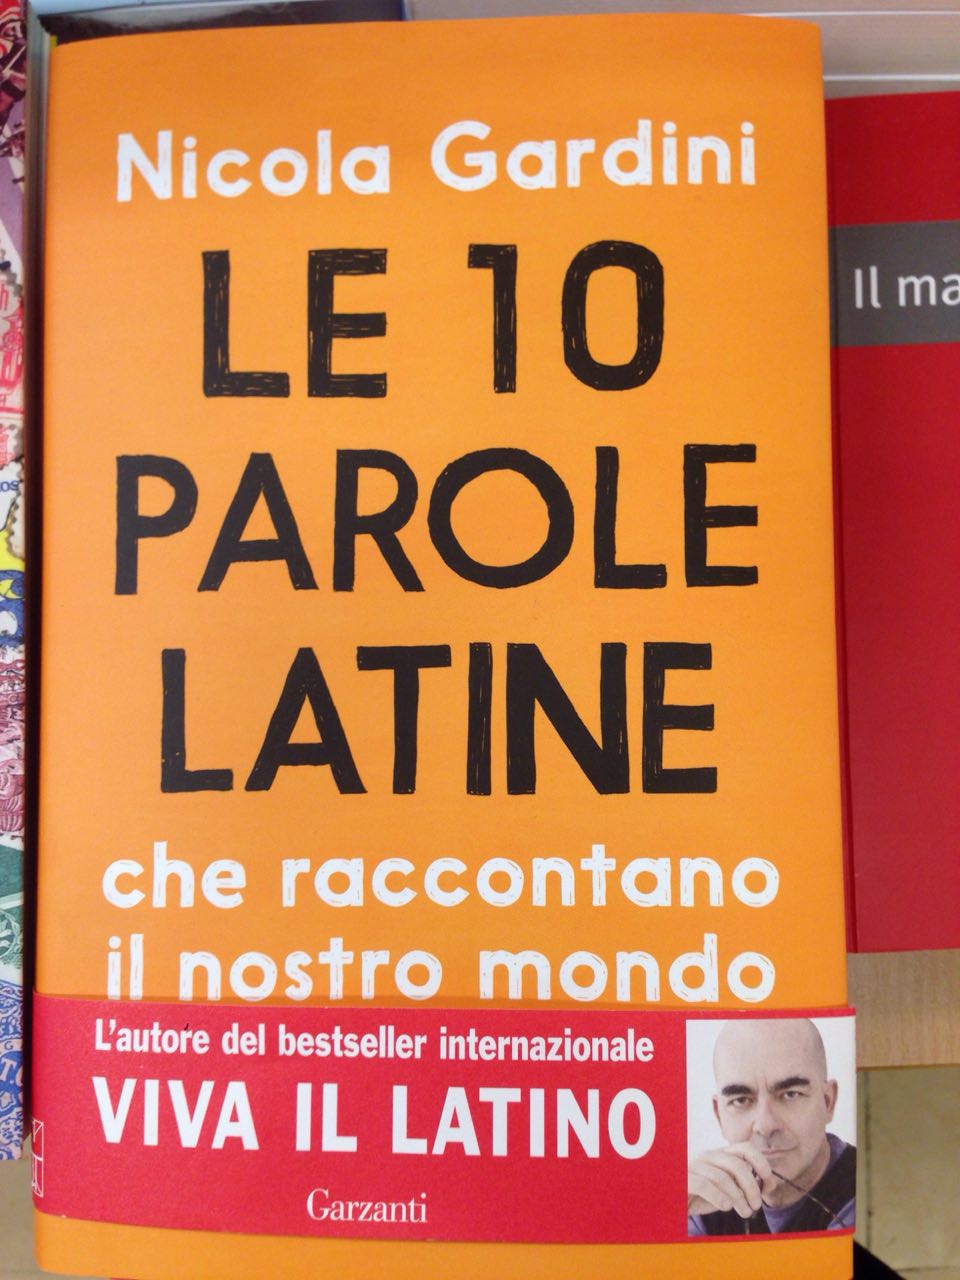 Nicola Gardini
LE 10
PAROLE
LATINE
che raccontano
il nostro mondo
L'autore del bestseller internazionale
VIVA IL LATINO
Garzanti
Il ma